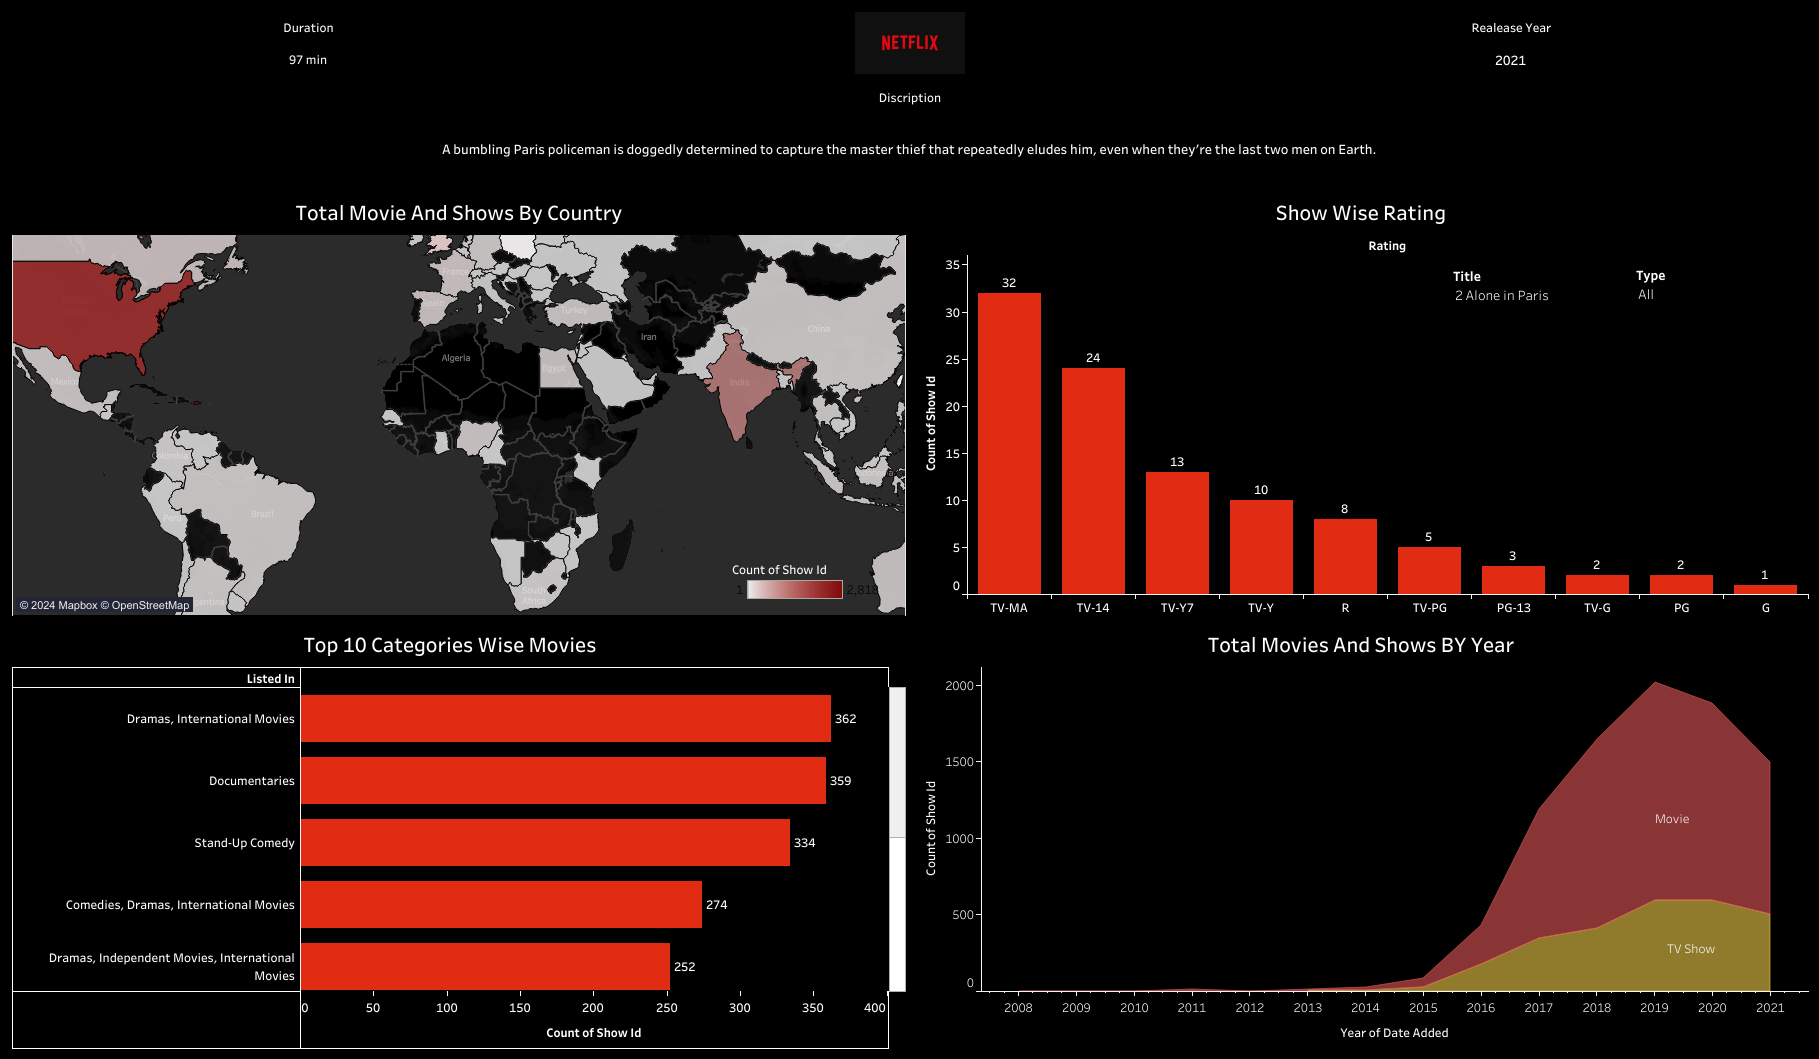 Duration
97 min
NETFLIX
Realease Year
2021
Discription
A bumbling Paris policeman is doggedly determined to capture the master thief that repeatedly eludes him, even when they're the last two men on Earth.
Total Movie And Shows By Country
France
Spain
Turkey
China
Iran
Algeria
Egypt
India
Mexico
Colombia
Peru
Brazil
South
Africa
Count of Show Id
1
2,818
© 2024 Mapbox © OpenStreetMap
Show Wise Rating
Rating
Title
2 Alone in Paris
Type
All
Count of Show Id
35
30
25
20
15
10
5
0
32
24
13
10
8
5
3
2
2
1
TV-MA
TV-14
TV-Y7
TV-Y
R
TV-PG
PG-13
TV-G
PG
G
Top 10 Categories Wise Movies
Listed In
Dramas, International Movies
362
Documentaries
359
Stand-Up Comedy
334
Comedies, Dramas, International Movies
274
Dramas, Independent Movies, International
Movies
252
0
50
100
150
200
250
300
350
400
Count of Show Id
Total Movies And Shows BY Year
Count of Show Id
2000
1500
1000
500
0
Movie
TV Show
2008
2009
2010
2011
2012
2013
2014
2015
2016
2017
2018
2019
2020
2021
Year of Date Added